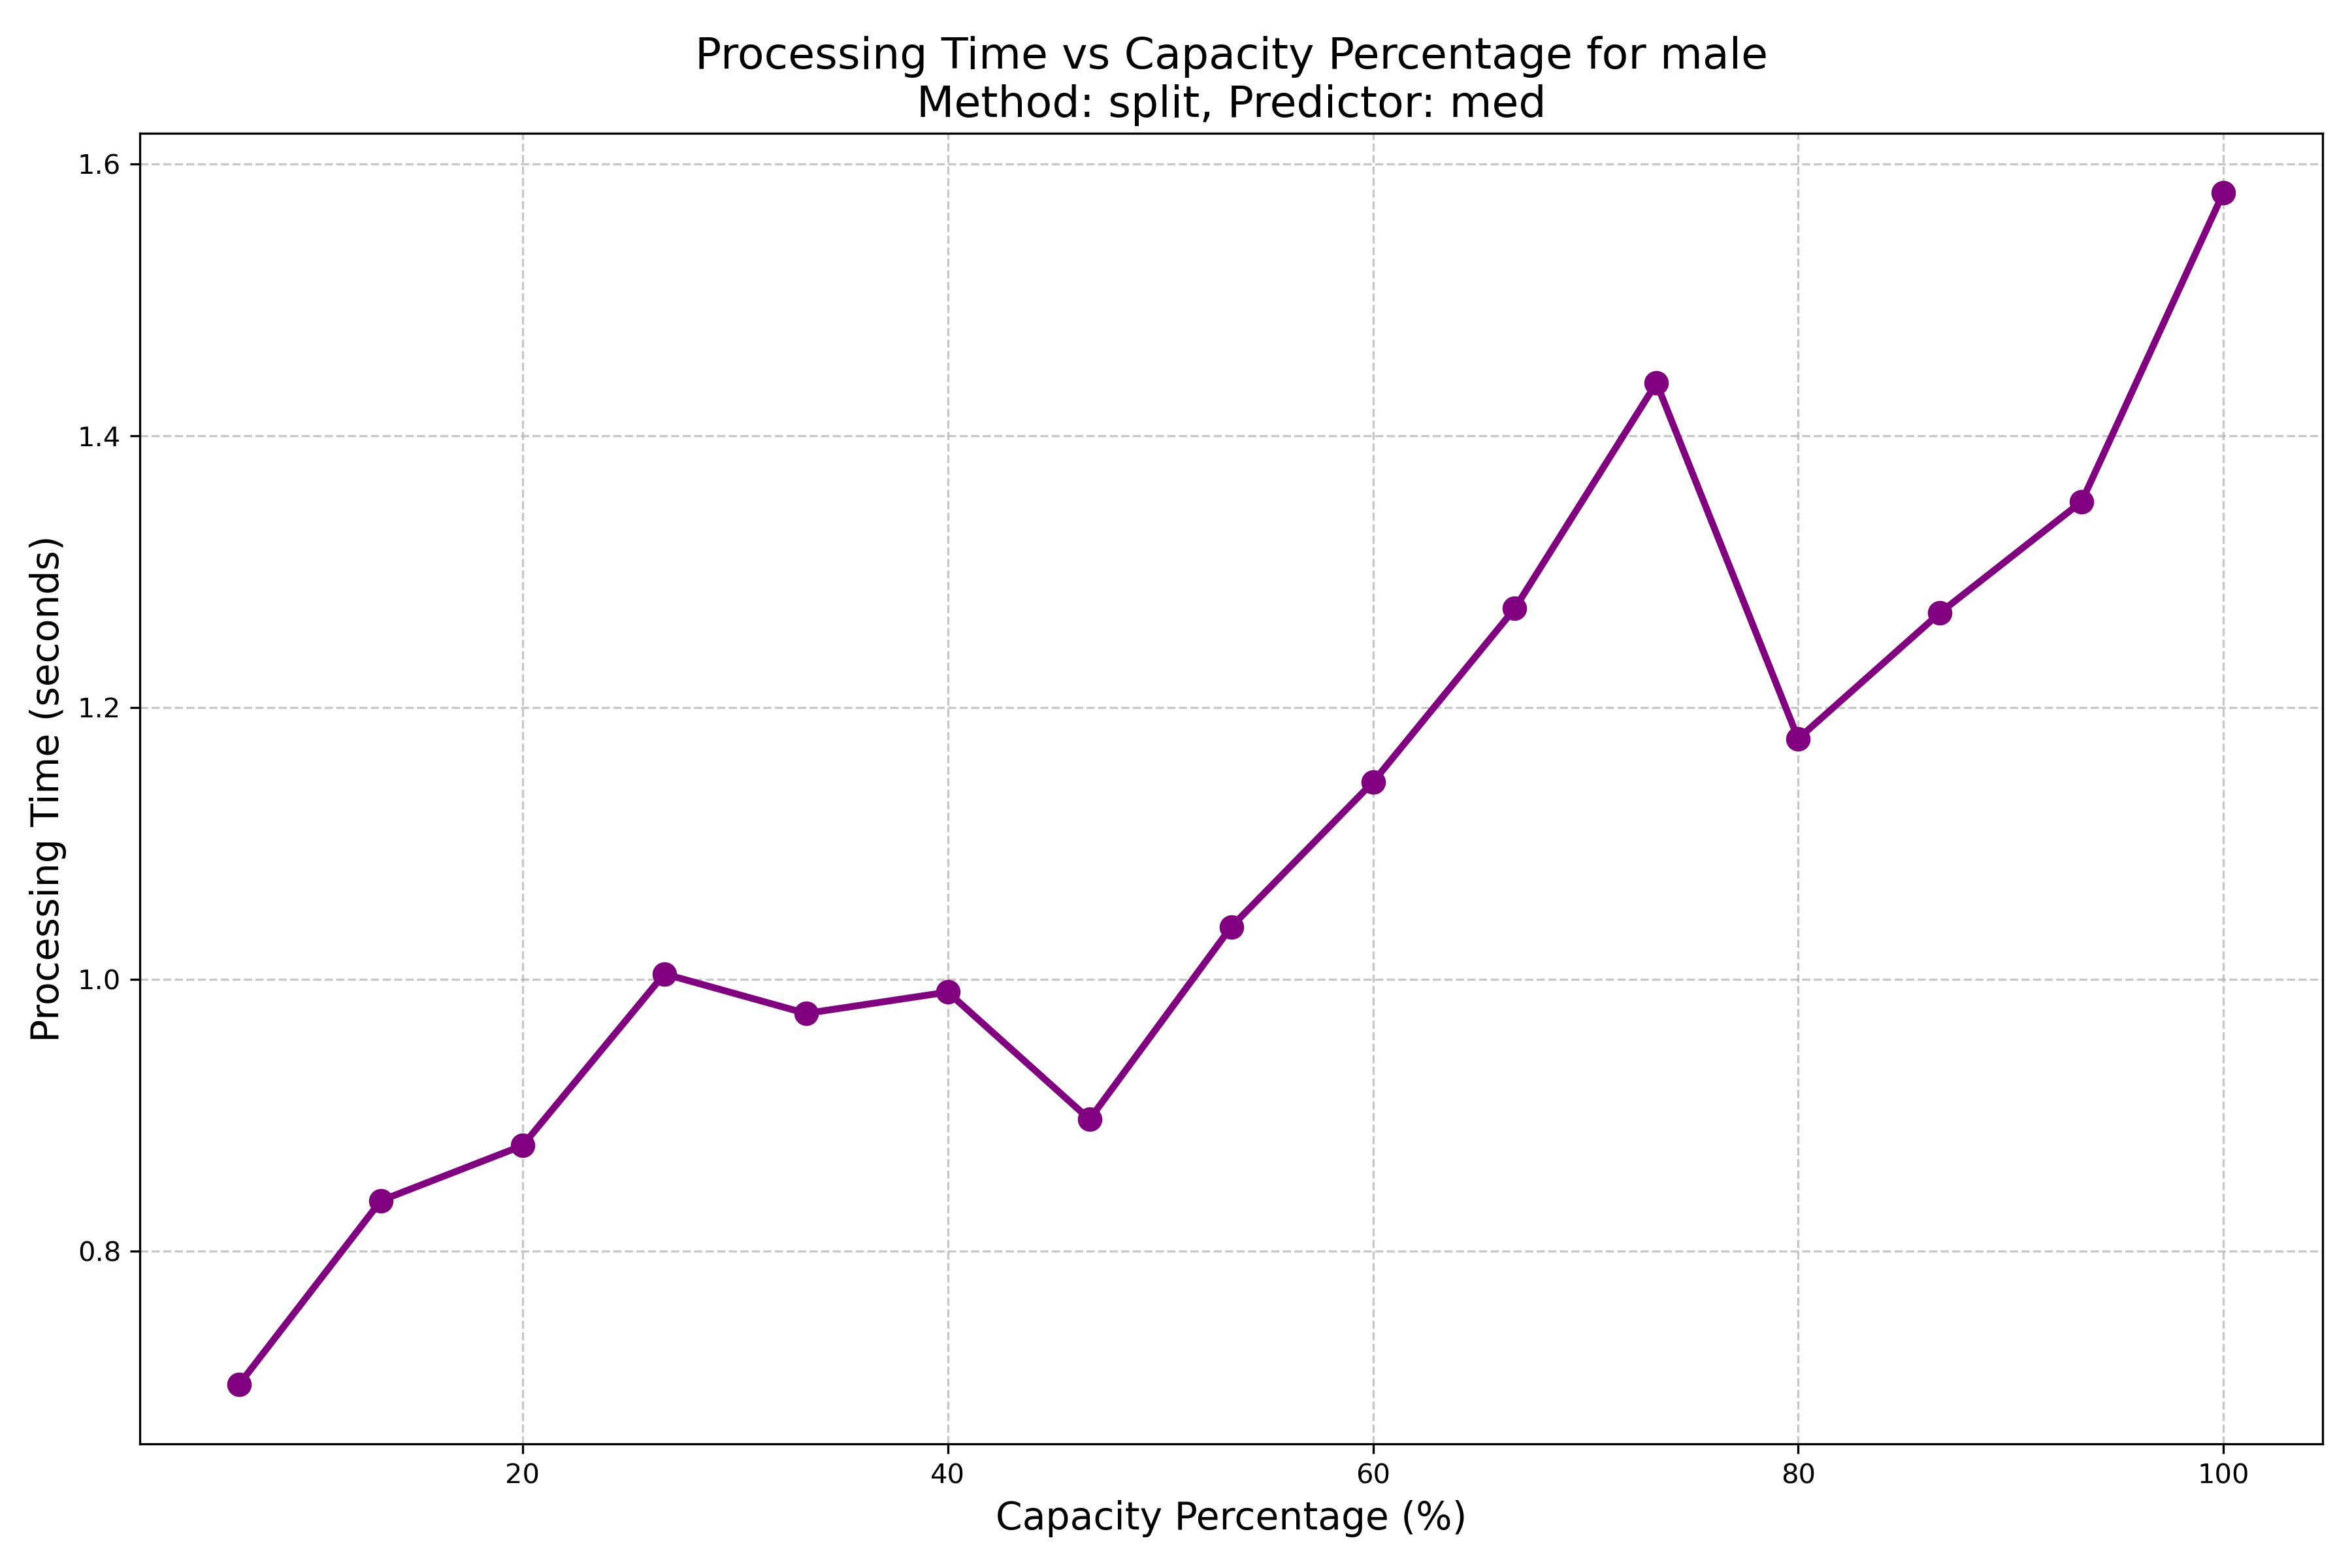 Processing Time vs Capacity Percentage for male
Method: split, Predictor: med
Processing Time (seconds)
1.6
1.4
1.2
1.0
0.8
20 40 60 80 100
Capacity Percentage (%)